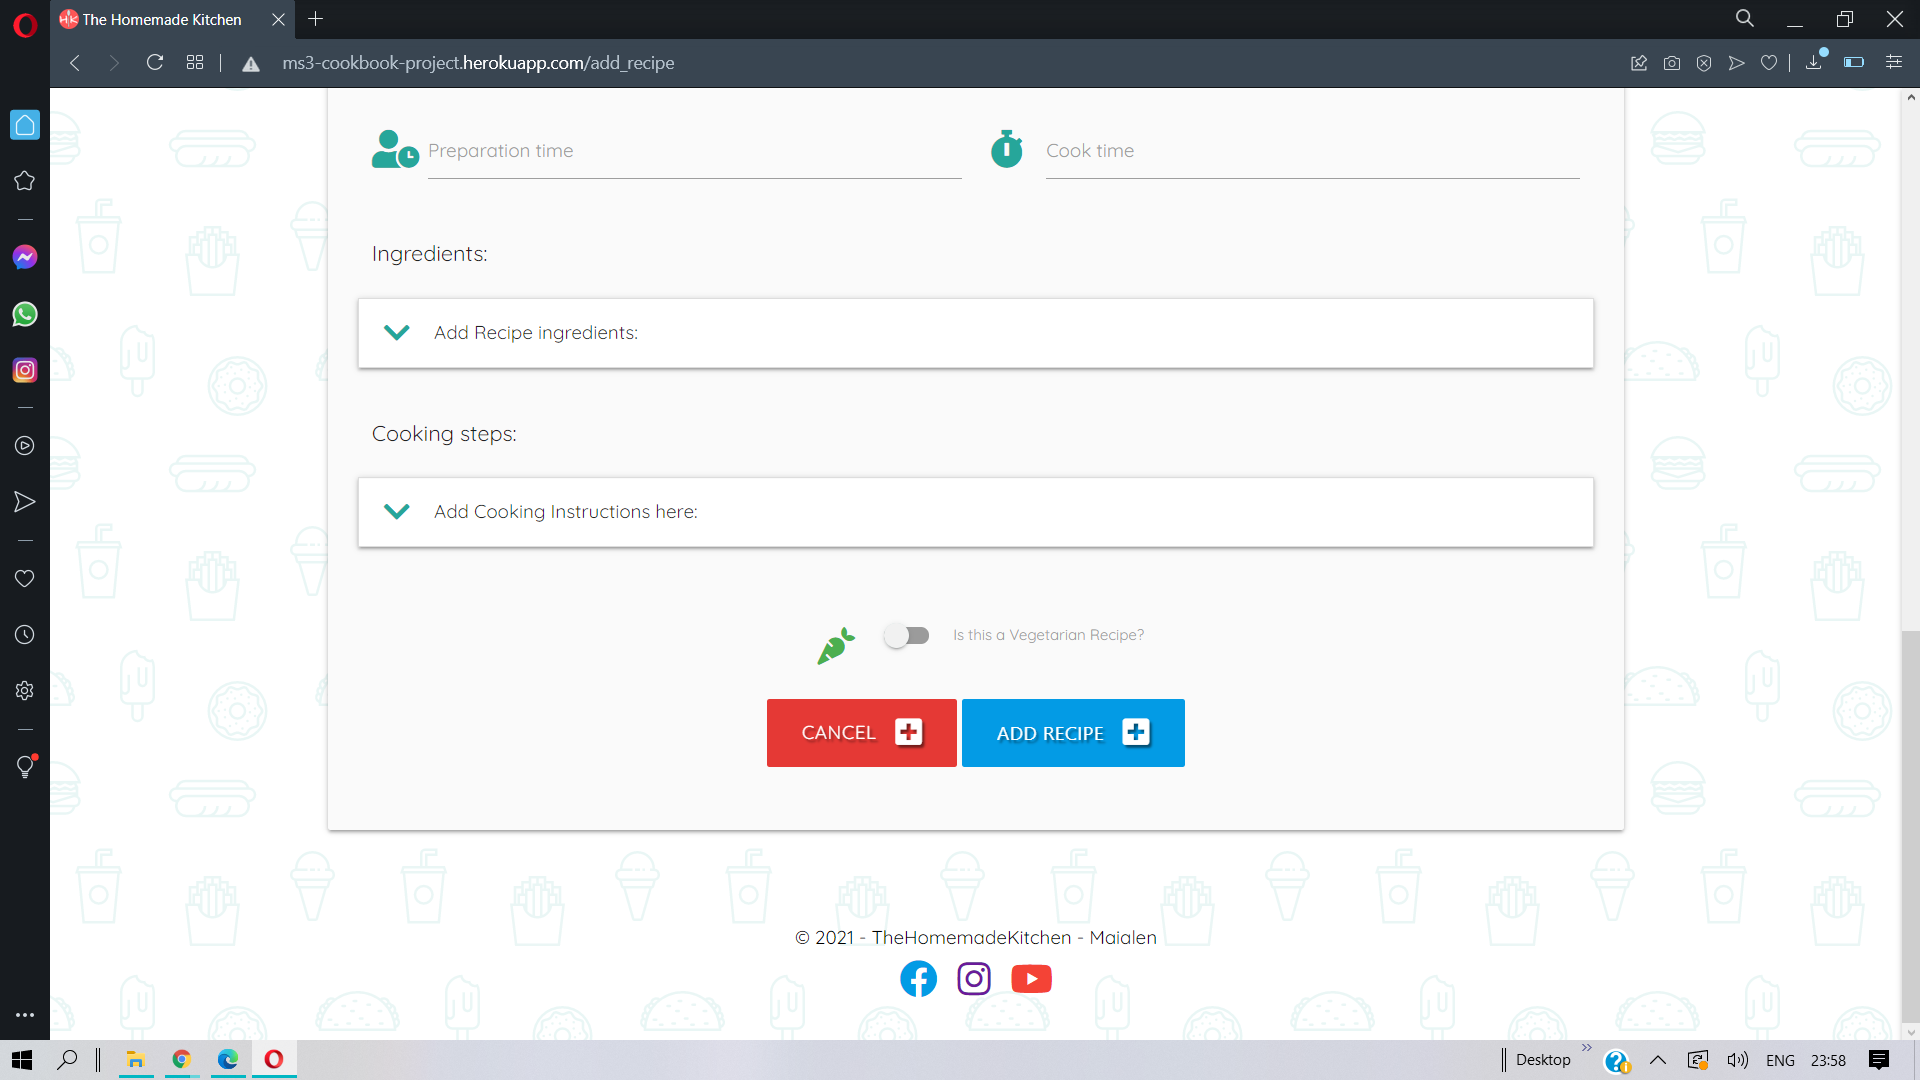 The Homemade Kitchen
ms3-cookbook-project.herokuapp.com/add_recipe
Preparation time
Cook time
Ingredients:
Add Recipe ingredients:
Cooking steps:
Add Cooking Instructions here:
Is this a Vegetarian Recipe?
CANCEL
ADD RECIPE
© 2021 - TheHomemadeKitchen - Maialen
Desktop
ENG
23:58